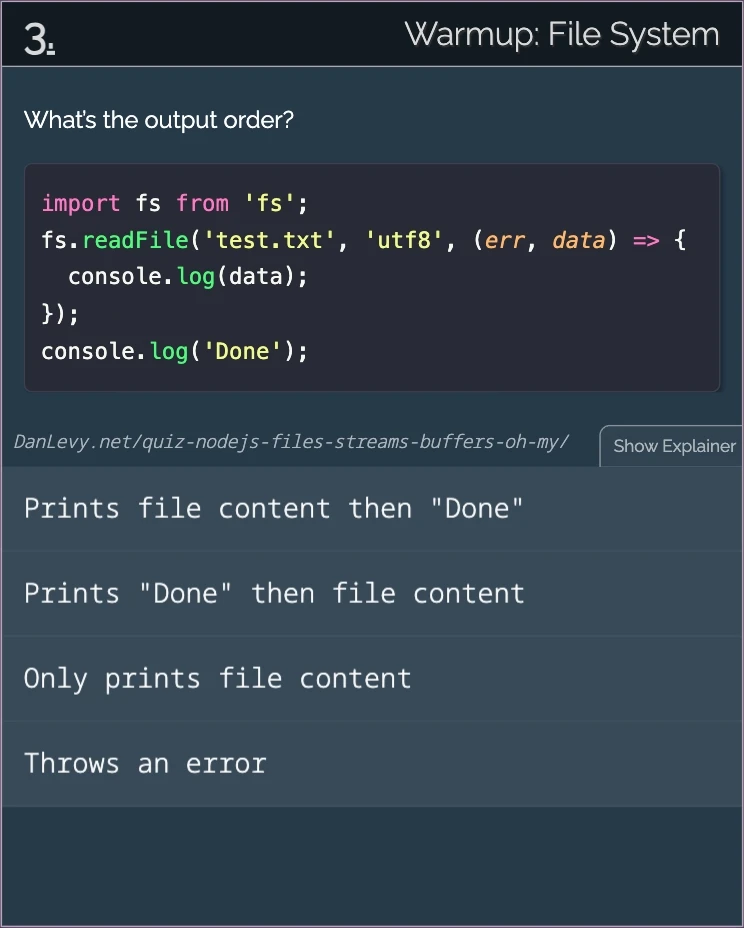 3.
Warmup: File System
What's the output order?
import fs from 'fs';
fs.readFile('test.txt', 'utf8', (err, data) => {
  console.log(data);
});
console.log('Done');
DanLevy.net/quiz-nodejs-files-streams-buffers-oh-my/
Show Explainer
Prints file content then "Done"
Prints "Done" then file content
Only prints file content
Throws an error